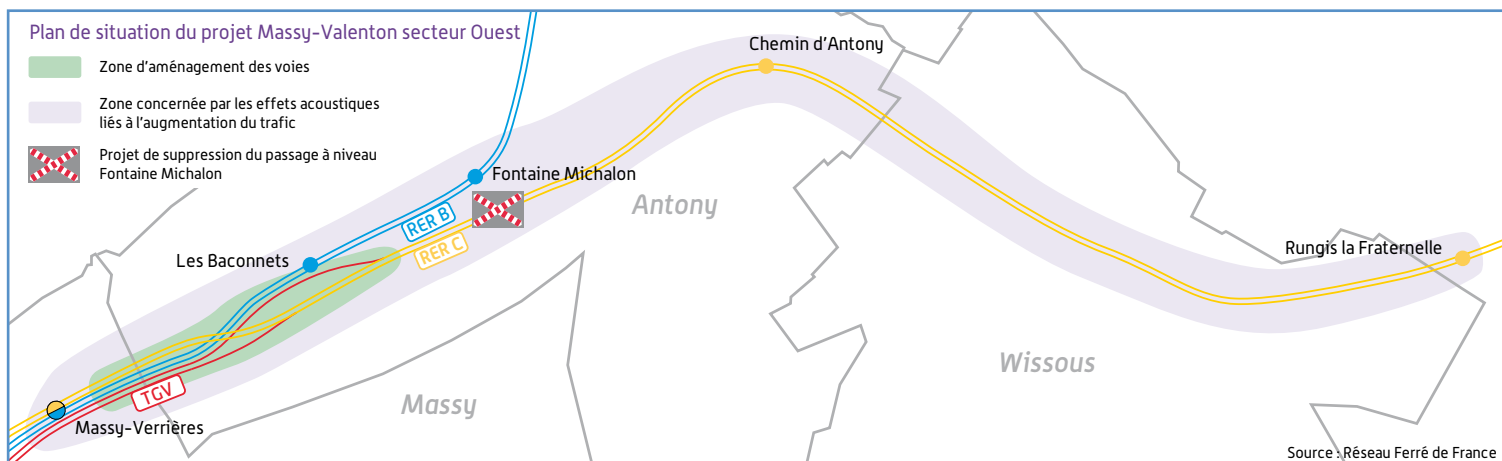 Plan de situation du projet Massy-Valenton secteur Ouest
Zone d'aménagement des voies
Zone concernée par les effets acoustiques
liés à l'augmentation du trafic
Projet de suppression du passage à niveau
Fontaine Michalon
Chemin d'Antony
Fontaine Michalon
Antony
RER B
RER C
Les Baconnets
Rungis la Fraternelle
Wissous
TGV
Massy
Massy-Verrières
Source : Réseau Ferré de France